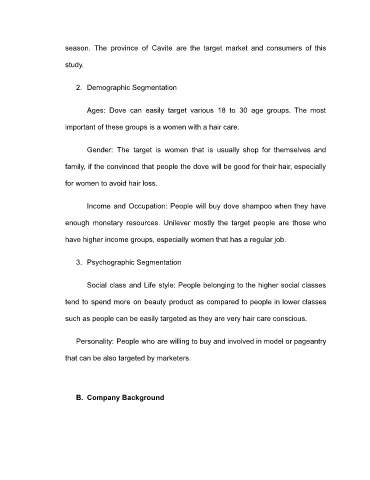 season. The province of Cavite are the target market and consumers of this
study.
2. Demographic Segmentation
Ages: Dove can easily target various 18 to 30 age groups. The most
important of these groups is a women with a hair care.
Gender: The target is women that is usually shop for themselves and
family, if the convinced that people the dove will be good for their hair, especially
for women to avoid hair loss.
Income and Occupation: People will buy dove shampoo when they have
enough monetary resources. Unilever mostly the target people are those who
have higher income groups, especially women that has a regular job.
3. Psychographic Segmentation
Social class and Life style: People belonging to the higher social classes
tend to spend more on beauty product as compared to people in lower classes
such as people can be easily targeted as they are very hair care conscious.
Personality: People who are willing to buy and involved in model or pageantry
that can be also targeted by marketers.
B. Company Background